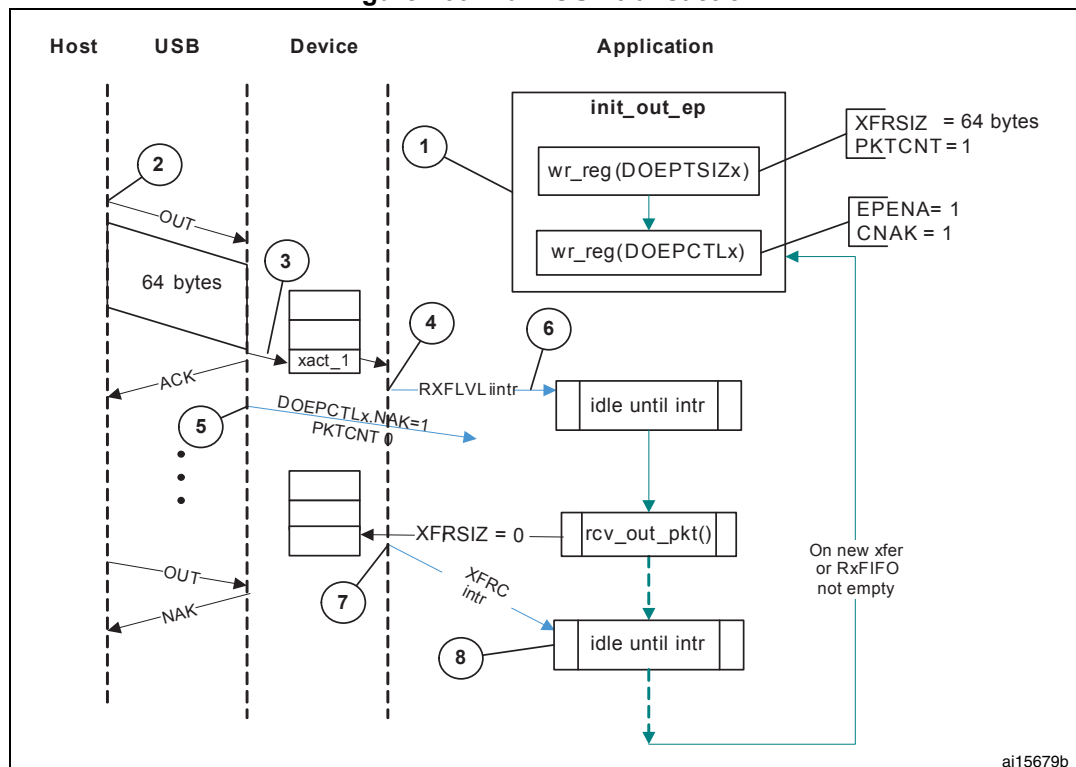 Host USB Device Application
init_out_ep
XFRSIZ = 64 bytes
PKTCNT = 1
1
wr_reg(DOEPTSIZx)
2
OUT
EPENA= 1
CNAK = 1
wr_reg(DOEPCTLx)
64 bytes
3
4
6
xact_1
ACK
RXFLVL iintr
idle until intr
DOEPCTLx.NAK=1
PKTCNT 0
5
XFRSIZ = 0
rcv_out_pkt()
On new xfer
or RxFIFO
not empty
OUT
XFRC
intr
NAK
7
idle until intr
8
ai15679b